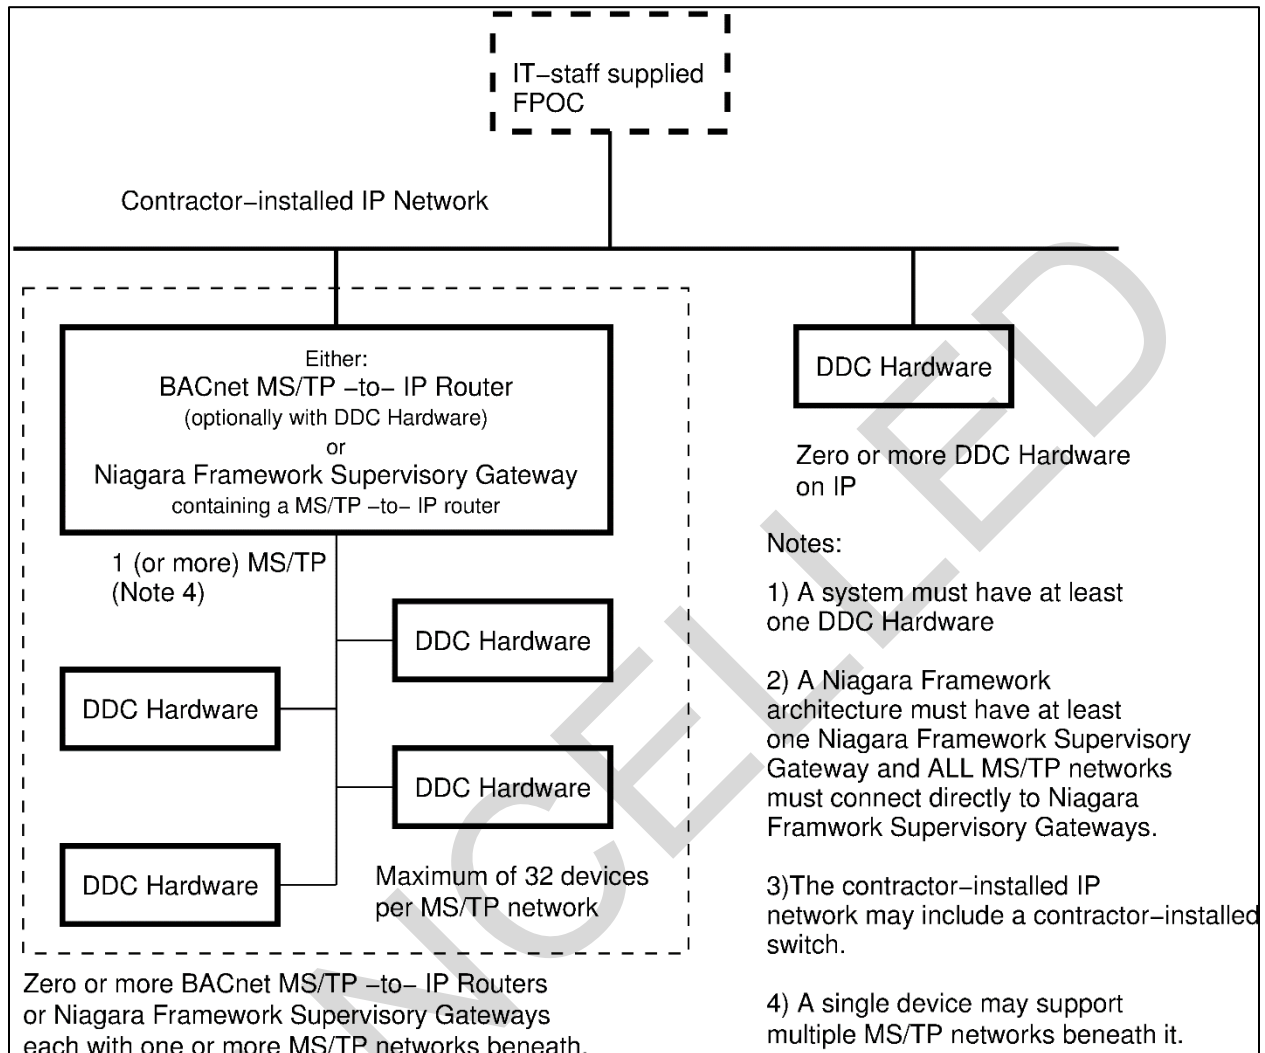 IT–staff supplied
FPOC
Contractor–installed IP Network
Either:
BACnet MS/TP –to– IP Router
(optionally with DDC Hardware)
or
Niagara Framework Supervisory Gateway
containing a MS/TP –to– IP router
1 (or more) MS/TP
(Note 4)
DDC Hardware
DDC Hardware
DDC Hardware
DDC Hardware
Maximum of 32 devices
per MS/TP network
Zero or more BACnet MS/TP –to– IP Routers
or Niagara Framework Supervisory Gateways
each with one or more MS/TP networks beneath.
DDC Hardware
Zero or more DDC Hardware
on IP
Notes:
1) A system must have at least
one DDC Hardware
2) A Niagara Framework
architecture must have at least
one Niagara Framework Supervisory
Gateway and ALL MS/TP networks
must connect directly to Niagara
Framwork Supervisory Gateways.
3)The contractor–installed IP
network may include a contractor–installed
switch.
4) A single device may support
multiple MS/TP networks beneath it.
NCELLED